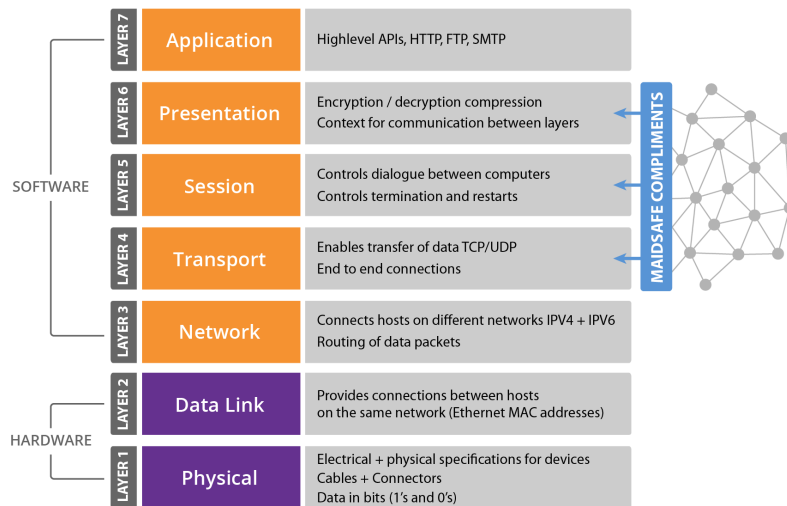 LAYER 7
Application
Highlevel APIs, HTTP, FTP, SMTP
LAYER 6
Presentation
Encryption / decryption compression
Context for communication between layers
LAYER 5
Session
Controls dialogue between computers
Controls termination and restarts
LAYER 4
Transport
Enables transfer of data TCP/UDP
End to end connections
LAYER 3
Network
Connects hosts on different networks IPV4 + IPV6
Routing of data packets
LAYER 2
Data Link
Provides connections between hosts
on the same network (Ethernet MAC addresses)
LAYER 1
Physical
Electrical + physical specifications for devices
Cables + Connectors
Data in bits (1's and 0's)
SOFTWARE
HARDWARE
MAIDSAFE COMPLIMENTS